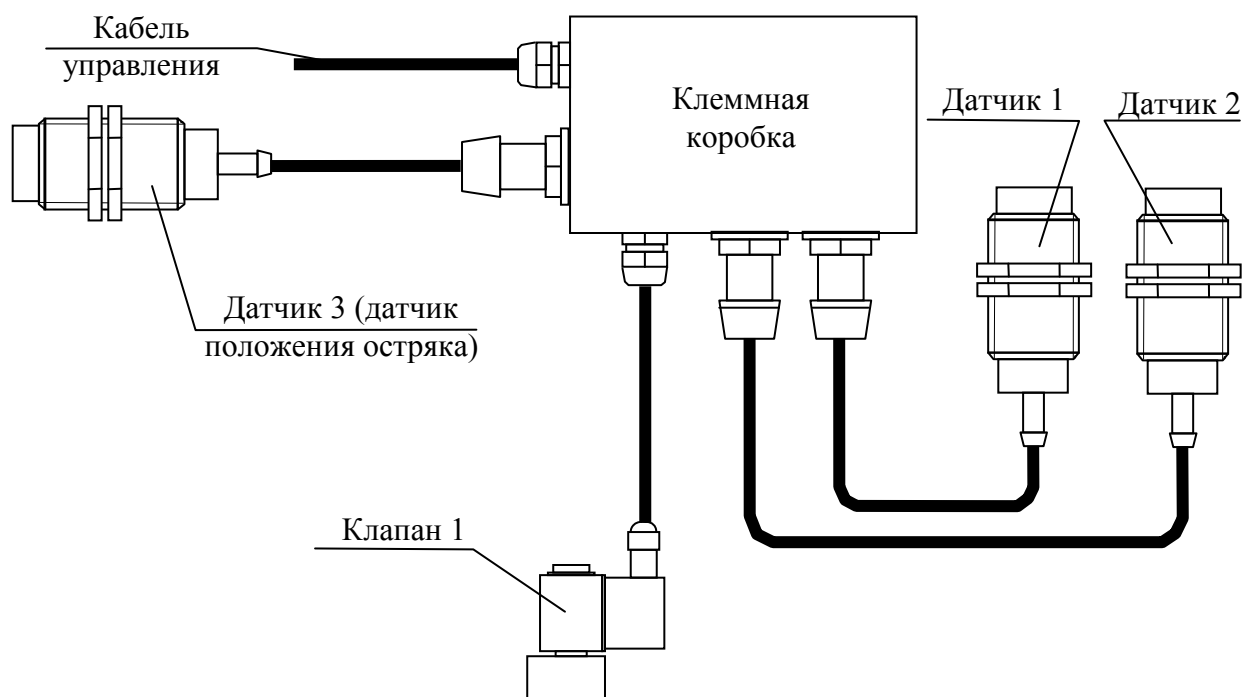 Кабель
управления
Клеммная
коробка
Датчик 1
Датчик 2
Датчик 3 (датчик
положения остряка)
Клапан 1